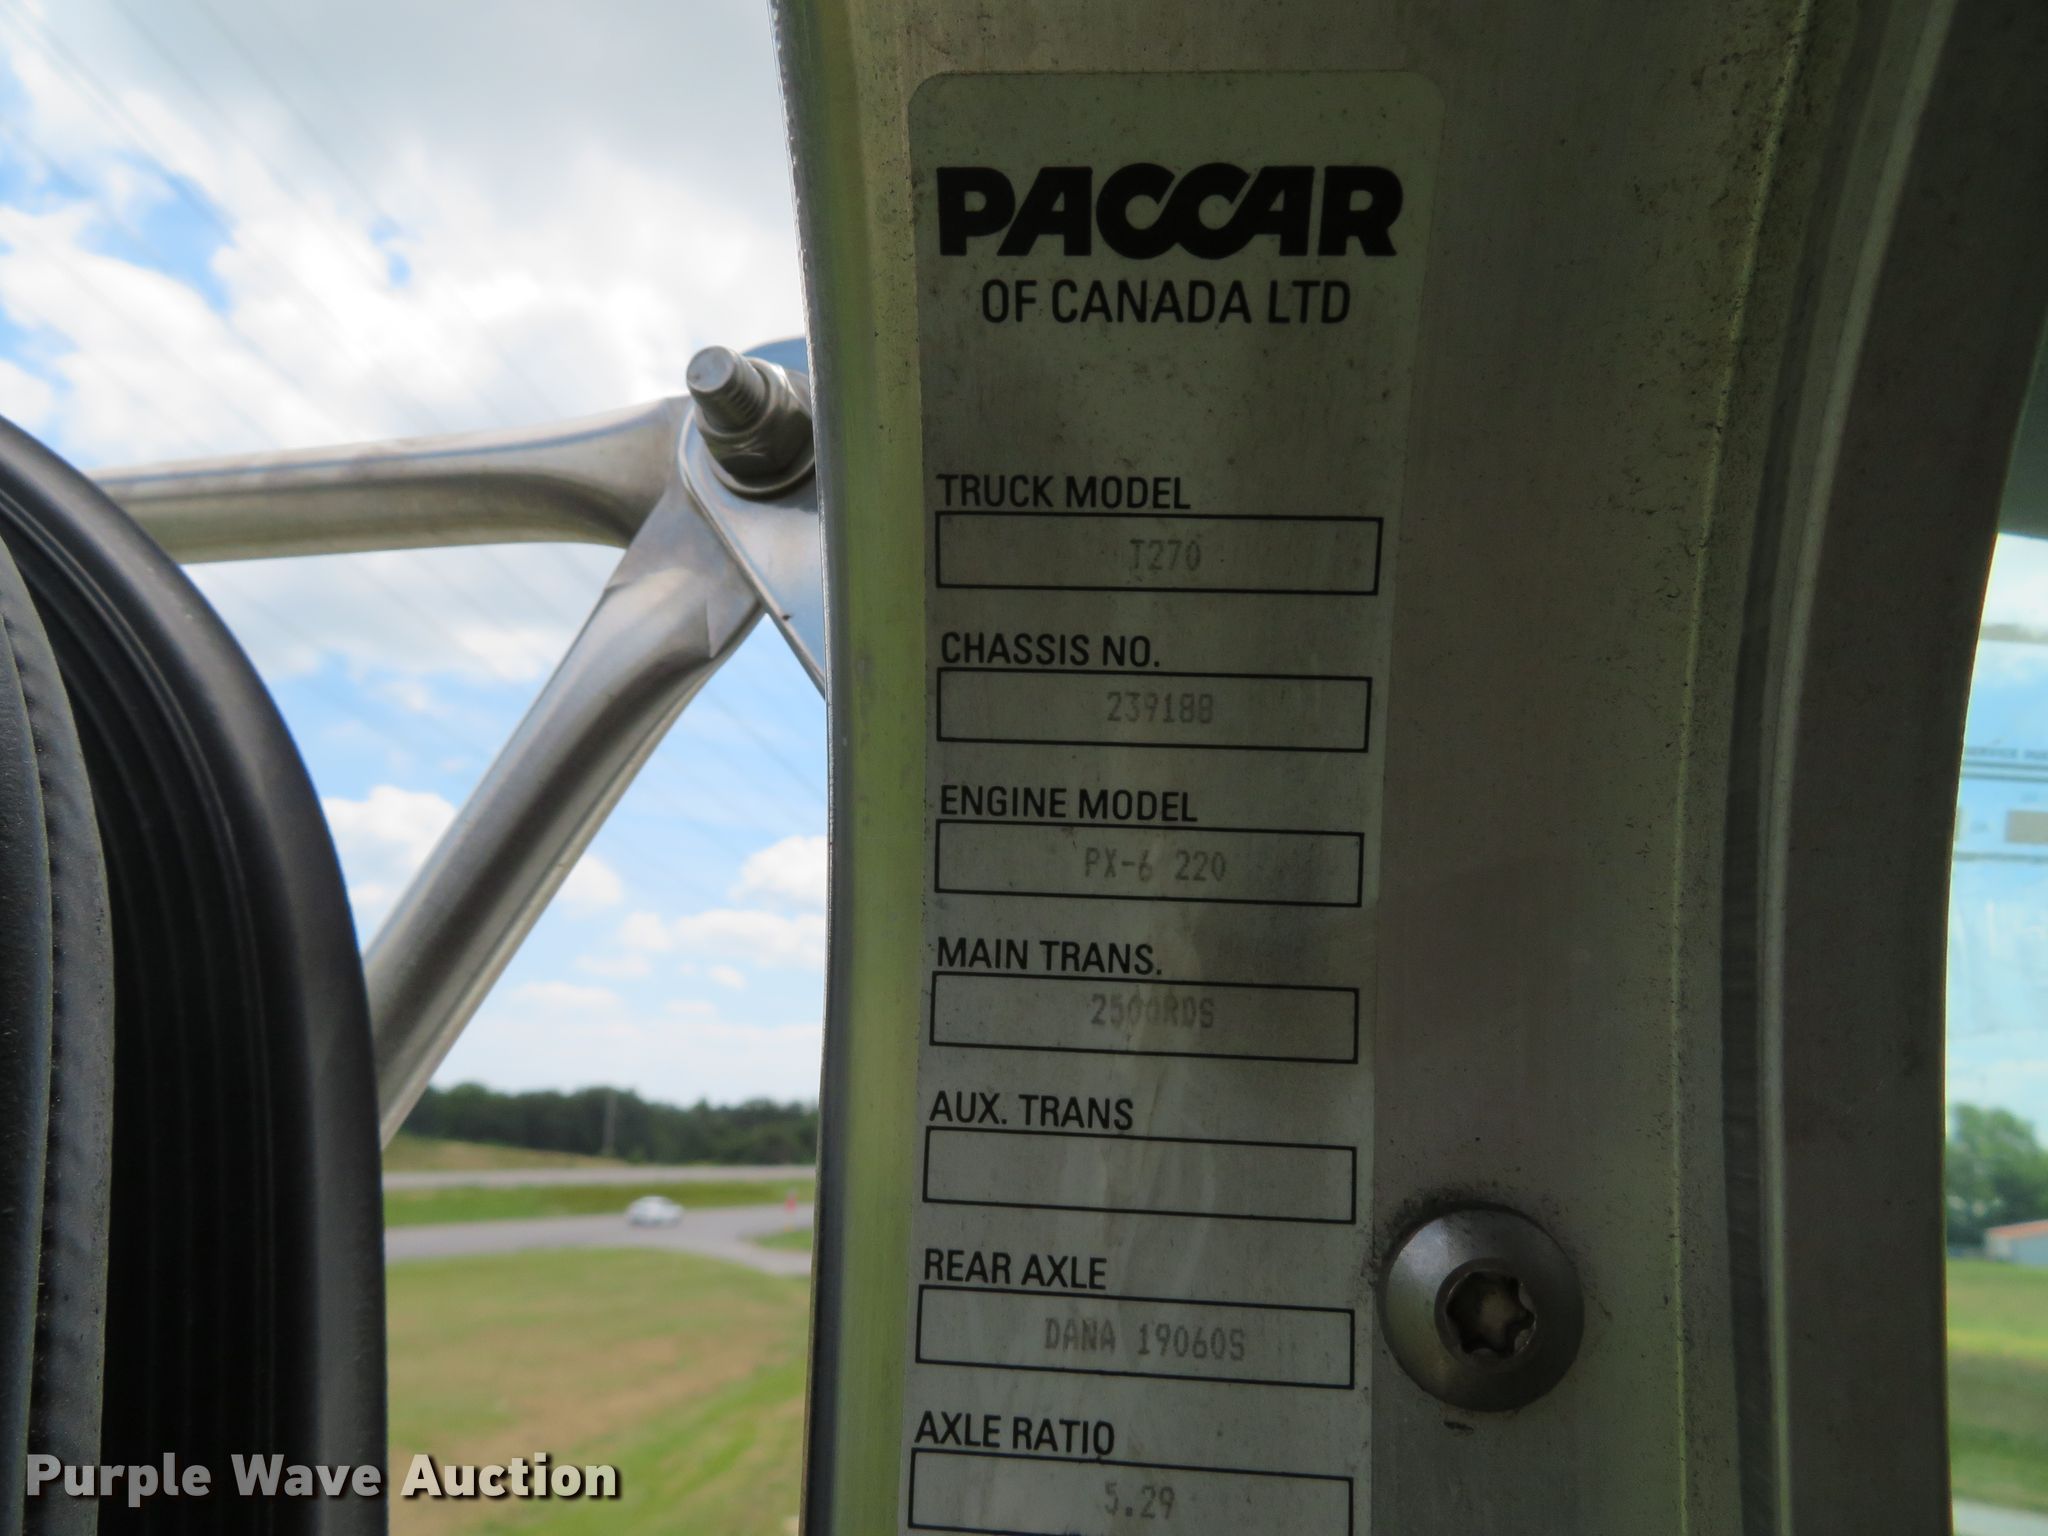 PACCAR
OF CANADA LTD
TRUCK MODEL
T270
CHASSIS NO.
239188
ENGINE MODEL
PX-6 220
MAIN TRANS.
2500RDS
AUX. TRANS
REAR AXLE
DANA 19060S
AXLE RATIO
5.29
Purple Wave Auction